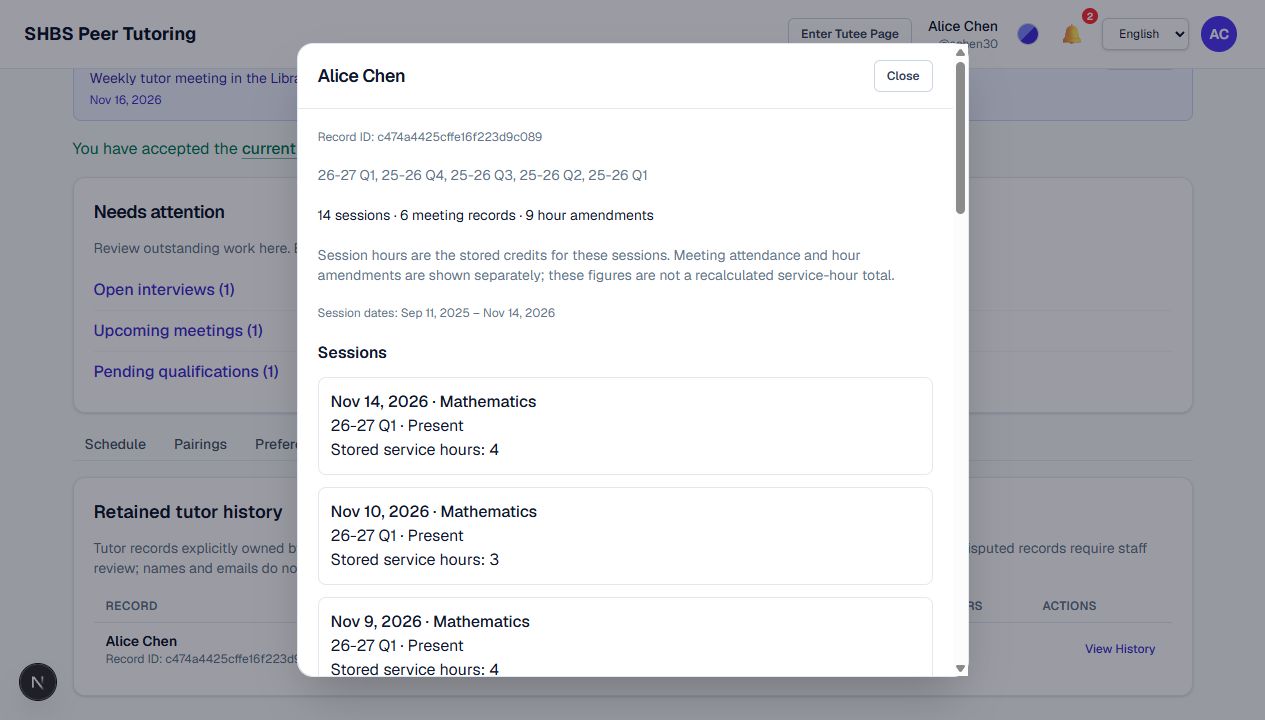 SHBS Peer Tutoring
Enter Tutee Page
Alice Chen
2
English
AC
Weekly tutor meeting in the Libra
Nov 16, 2026
You have accepted the current
Needs attention
Review outstanding work here.
Open interviews (1)
Upcoming meetings (1)
Pending qualifications (1)
Schedule
Pairings
Prefer
Retained tutor history
Tutor records explicitly owned b
isputed records require staff
review; names and emails do no
RECORD
RS
ACTIONS
Alice Chen
Record ID: c474a4425cffe16f223d9
View History
N
Alice Chen
Close
Record ID: c474a4425cffe16f223d9c089
26-27 Q1, 25-26 Q4, 25-26 Q3, 25-26 Q2, 25-26 Q1
14 sessions · 6 meeting records · 9 hour amendments
Session hours are the stored credits for these sessions. Meeting attendance and hour
amendments are shown separately; these figures are not a recalculated service-hour total.
Session dates: Sep 11, 2025 – Nov 14, 2026
Sessions
Nov 14, 2026 · Mathematics
26-27 Q1 · Present
Stored service hours: 4
Nov 10, 2026 · Mathematics
26-27 Q1 · Present
Stored service hours: 3
Nov 9, 2026 · Mathematics
26-27 Q1 · Present
Stored service hours: 4